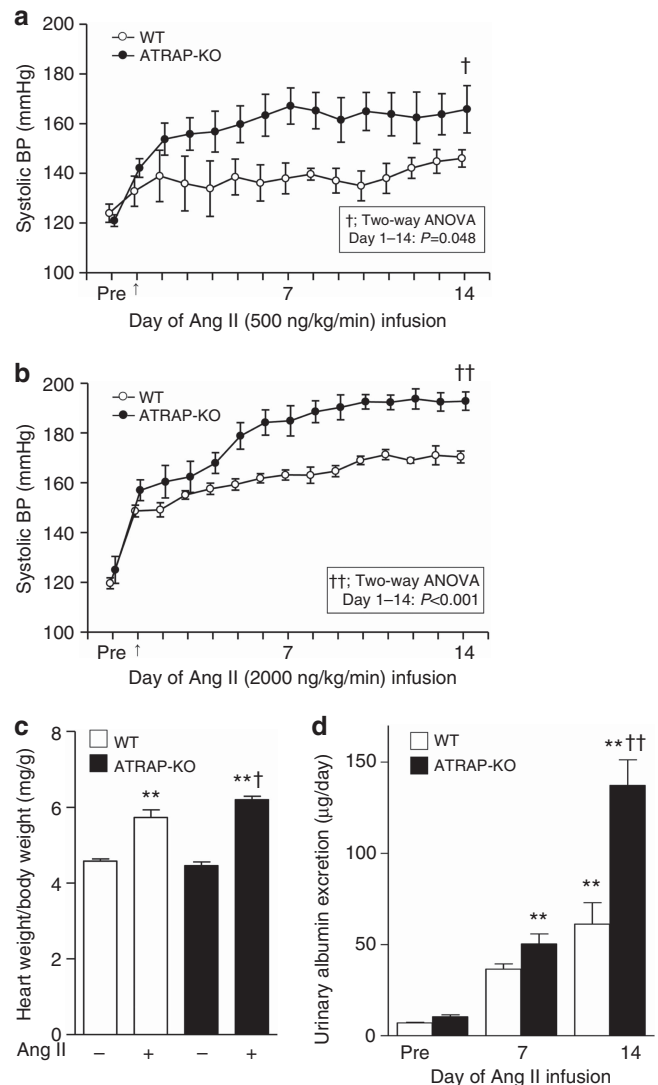 a
WT
ATRAP-KO
†
Systolic BP (mmHg)
180
160
140
120
100
†; Two-way ANOVA
Day 1–14: P=0.048
Pre ↑ 7 14
Day of Ang II (500 ng/kg/min) infusion
b
WT
ATRAP-KO
††
Systolic BP (mmHg)
200
180
160
140
120
100
††; Two-way ANOVA
Day 1–14: P<0.001
Pre ↑ 7 14
Day of Ang II (2000 ng/kg/min) infusion
c
WT
ATRAP-KO
Heart weight/body weight (mg/g)
8
6
4
2
0
**
**†
Ang II – + – +
d
WT
ATRAP-KO
Urinary albumin excretion (μg/day)
150
100
50
0
**
**
**††
Pre 7 14
Day of Ang II infusion